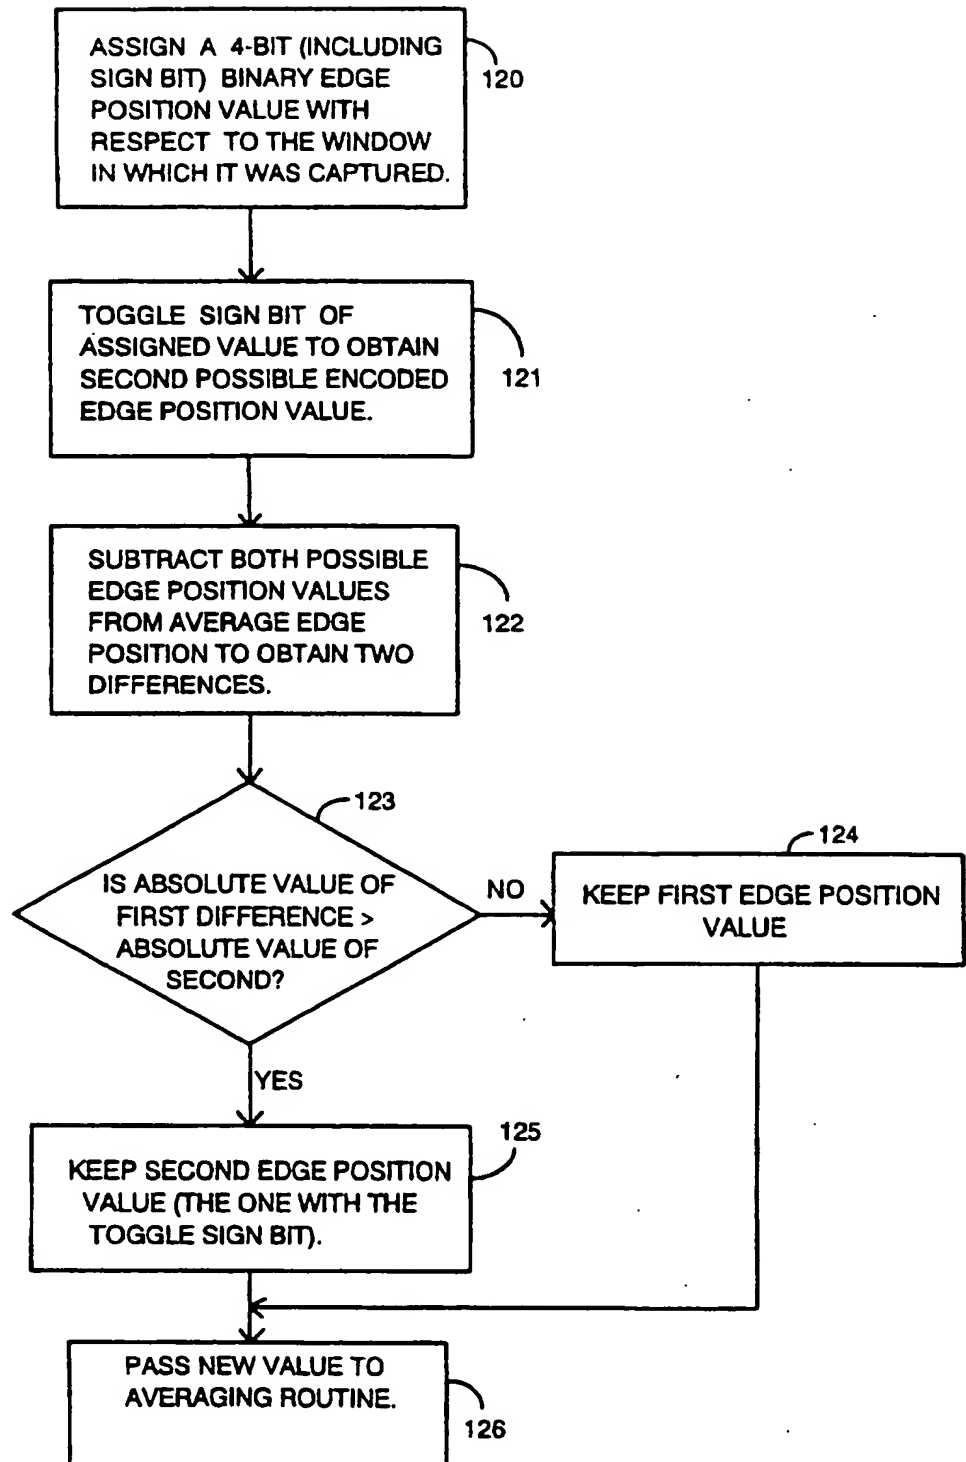 ASSIGN A 4-BIT (INCLUDING
SIGN BIT) BINARY EDGE
POSITION VALUE WITH
RESPECT TO THE WINDOW
IN WHICH IT WAS CAPTURED.
120
TOGGLE SIGN BIT OF
ASSIGNED VALUE TO OBTAIN
SECOND POSSIBLE ENCODED
EDGE POSITION VALUE.
121
SUBTRACT BOTH POSSIBLE
EDGE POSITION VALUES
FROM AVERAGE EDGE
POSITION TO OBTAIN TWO
DIFFERENCES.
122
123
IS ABSOLUTE VALUE OF
FIRST DIFFERENCE >
ABSOLUTE VALUE OF
SECOND?
NO
124
KEEP FIRST EDGE POSITION
VALUE
YES
125
KEEP SECOND EDGE POSITION
VALUE (THE ONE WITH THE
TOGGLE SIGN BIT).
PASS NEW VALUE TO
AVERAGING ROUTINE.
126